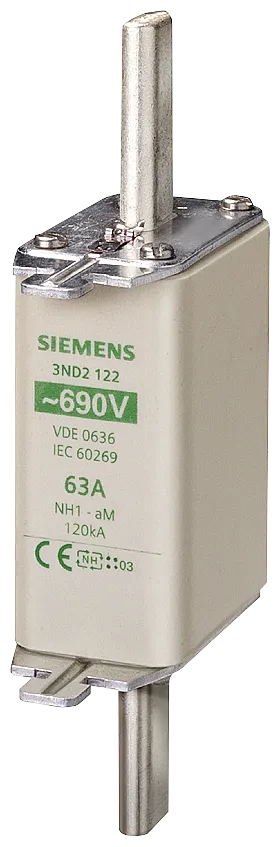 SIEMENS
3ND2 122
~690V
VDE 0636
IEC 60269
63A
NH1 - aM
120kA
CE NH 03